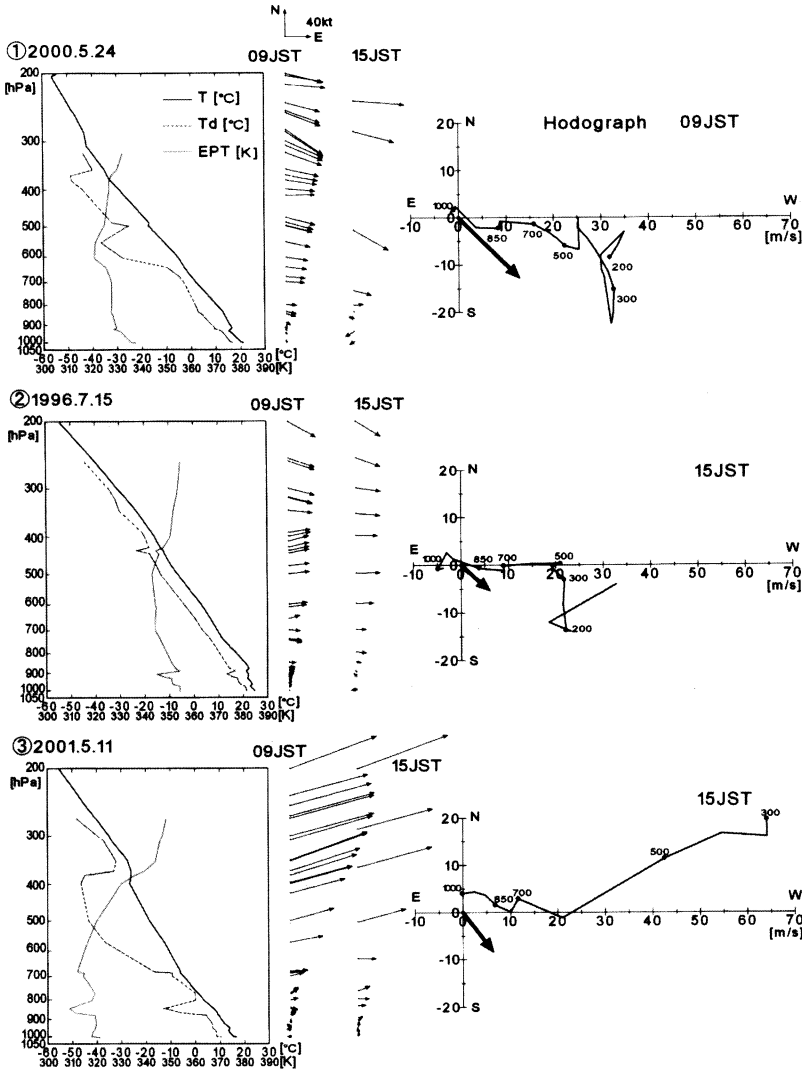 N
40kt
E
①2000.5.24 09JST 15JST
200
[hPa]
T [°C]
Td [°C]
EPT [K]
300
400
500
600
700
800
900
1000
1050
-60 -50 -40 -30 -20 -10 0 10 20 30 [°C]
300 310 320 330 340 350 360 370 380 390[K]
Hodograph 09JST
20 N
10
E W
1000
0 10 20 30 40 50 60 70
-10 850 700 500 [m/s]
200
-10
300
-20 S
②1996.7.15 09JST 15JST
200
[hPa]
300
400
500
600
700
800
900
1000
1050
-60 -50 -40 -30 -20 -10 0 10 20 30 [°C]
300 310 320 330 340 350 360 370 380 390[K]
15JST
20 N
10
E W
1000 850 700 500
-10 0 10 20 30 40 50 60 70
300 [m/s]
-10
200
-20 S
③2001.5.11 09JST 15JST
200
[hPa]
300
400
500
600
700
800
900
1000
1050
-60 -50 -40 -30 -20 -10 0 10 20 30 [°C]
300 310 320 330 340 350 360 370 380 390[K]
15JST
20 N
300
10
500
E W
1000 850 700
-10 0 10 20 30 40 50 60 70
[m/s]
-10
-20 S